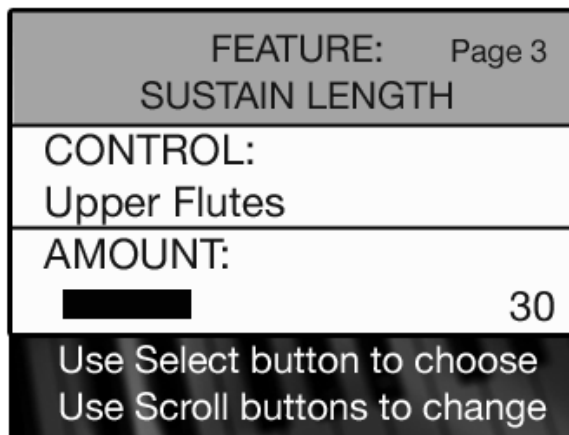 FEATURE: Page 3
SUSTAIN LENGTH
CONTROL:
Upper Flutes
AMOUNT:
30
Use Select button to choose
Use Scroll buttons to change